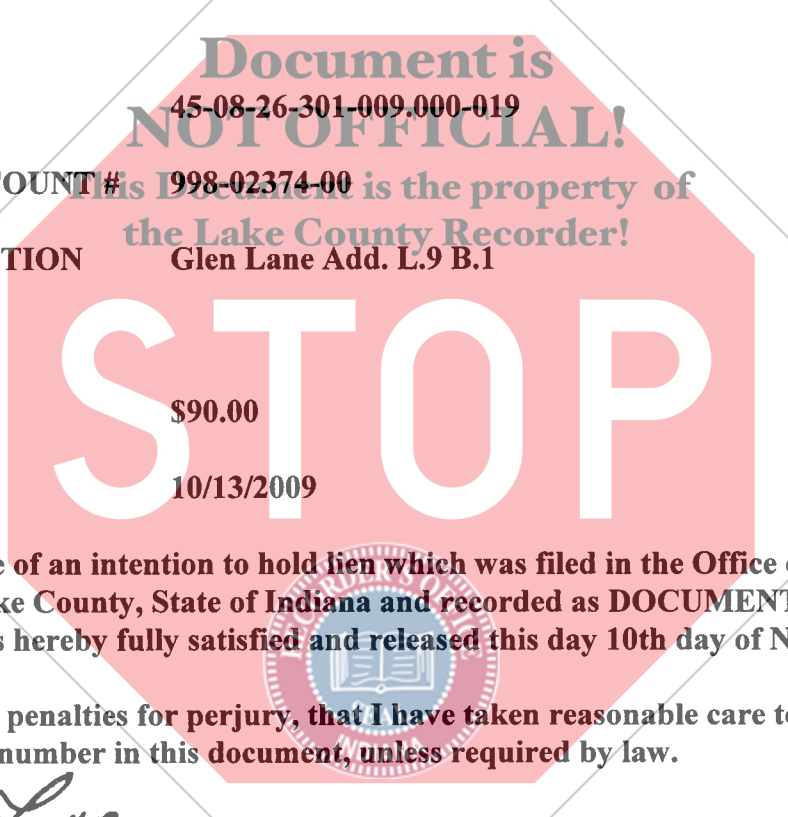 Document is
45-08-26-301-009.000-019
NOT OFFICIAL!
OUNT # 998-02374-00
This Document is the property of
the Lake County Recorder!
TION Glen Lane Add. L.9 B.1
STOP
$90.00
10/13/2009
e of an intention to hold lien which was filed in the Office
ke County, State of Indiana and recorded as DOCUMENT
s hereby fully satisfied and released this day 10th day of N
RECORDER'S OFFICE
penalties for perjury, that I have taken reasonable care to
number in this document, unless required by law.
INDIANA